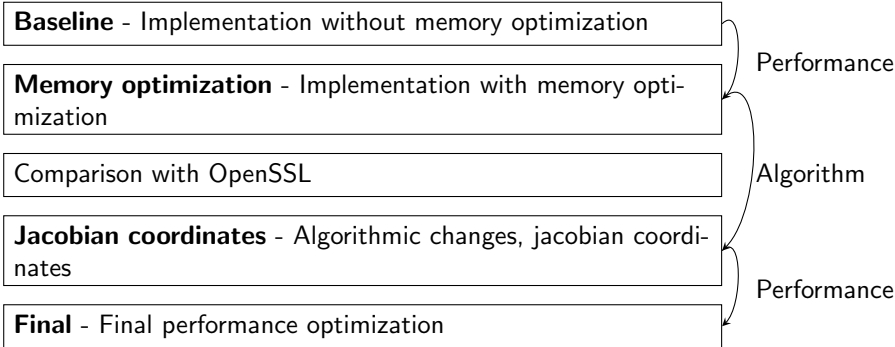 Baseline - Implementation without memory optimization
Performance
Memory optimization - Implementation with memory opti-
mization
Comparison with OpenSSL
Algorithm
Jacobian coordinates - Algorithmic changes, jacobian coordi-
nates
Performance
Final - Final performance optimization